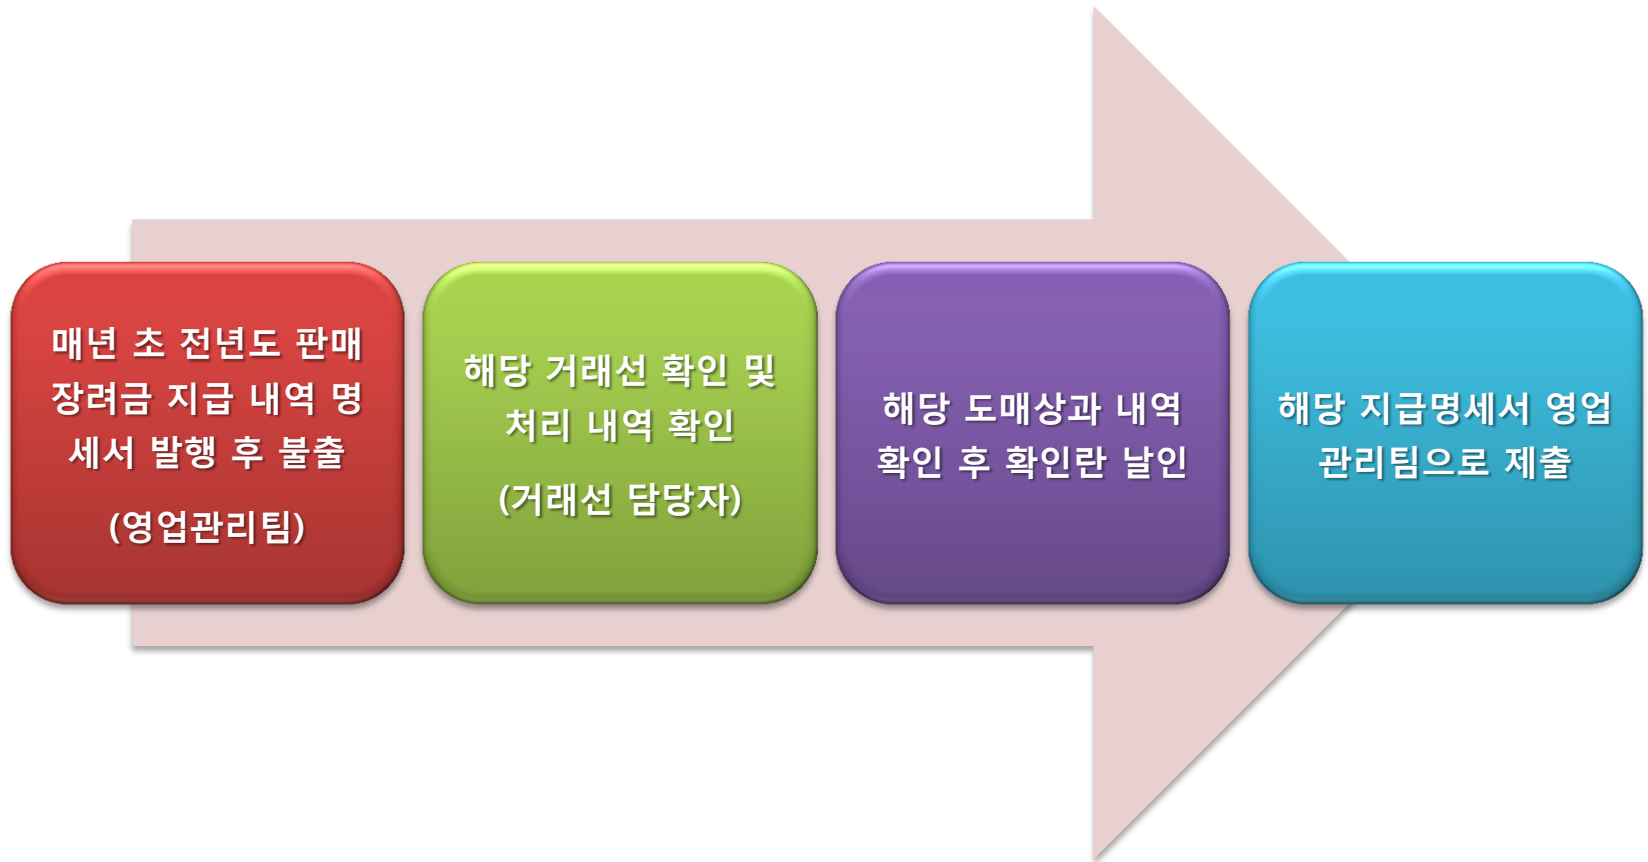 매년 초 전년도 판매
장려금 지급 내역 명
세서 발행 후 불출
(영업관리팀)
해당 거래선 확인 및
처리 내역 확인
(거래선 담당자)
해당 도매상과 내역
확인 후 확인란 날인
해당 지급명세서 영업
관리팀으로 제출